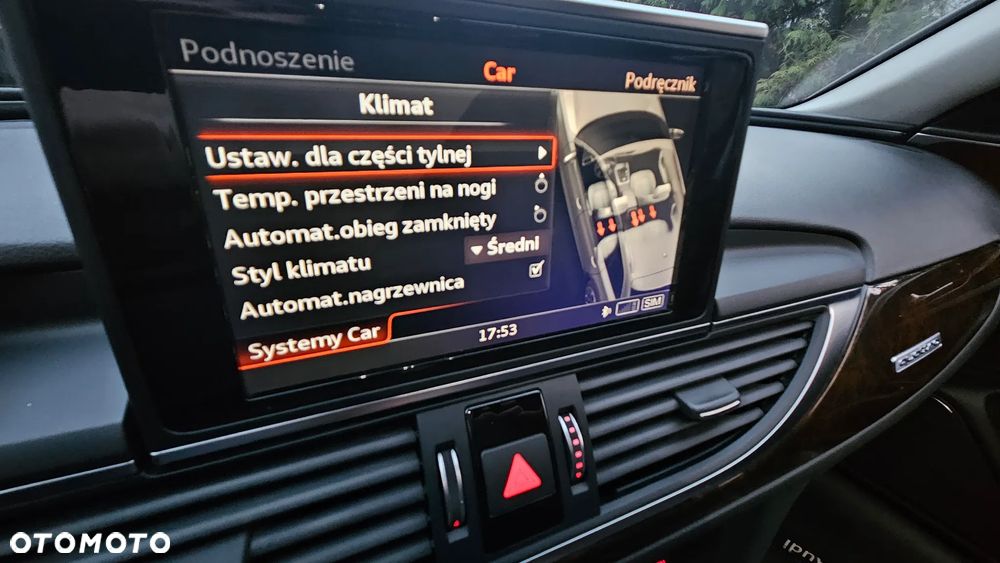 Podnoszenie
Car
Podręcznik
Klimat
Ustaw. dla części tylnej
Temp. przestrzeni na nogi
Automat.obieg zamknięty
Styl klimatu
Średni
Automat.nagrzewnica
Systemy Car
17:53
SIM
OTOMOTO